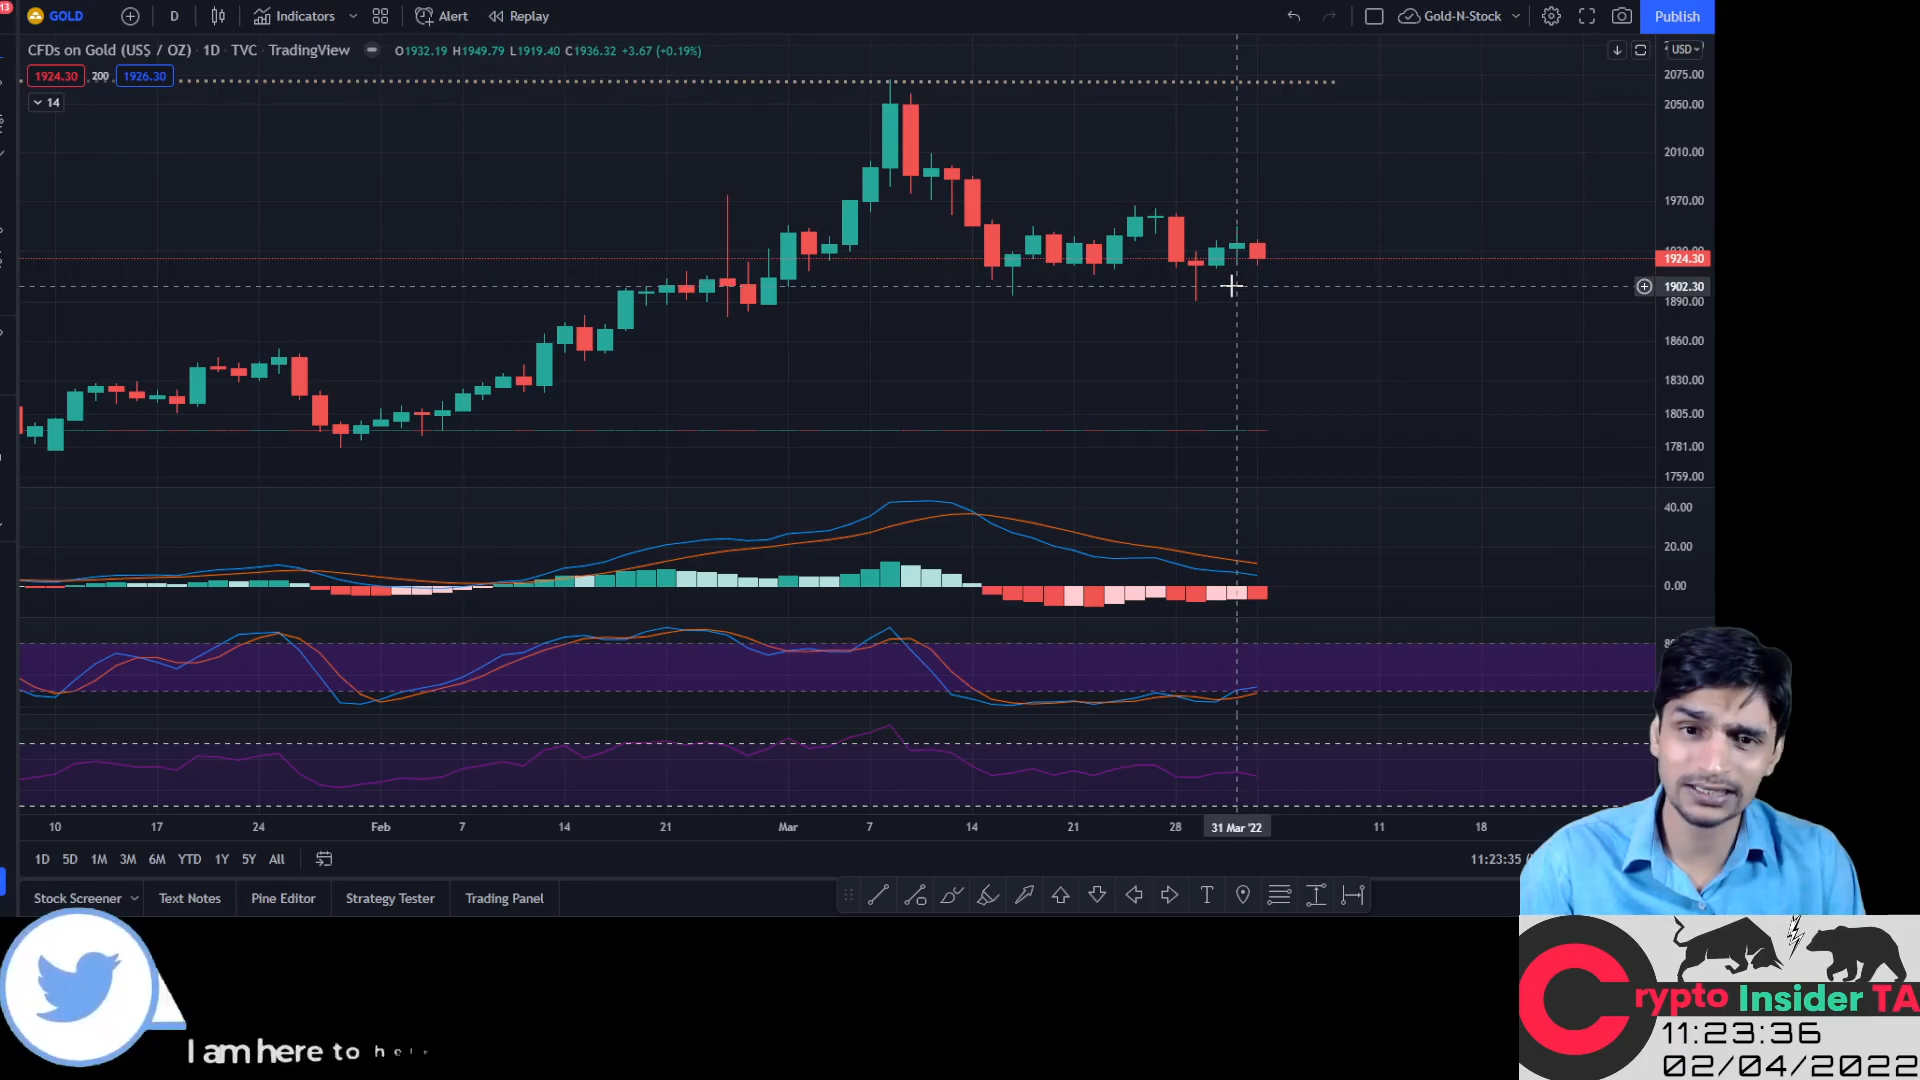 13
GOLD
D
Indicators
Alert
Replay
Gold-N-Stock
Publish
CFDs on Gold (US$ / OZ) · 1D · TVC · TradingView
O1932.19 H1949.79 L1919.40 C1936.32 +3.67 (+0.19%)
USD
1924.30 200 1926.30
14
2075.00
2050.00
2010.00
1970.00
1924.30
1902.30
1890.00
1860.00
1830.00
1805.00
1781.00
1759.00
40.00
20.00
0.00
10 17 24 Feb 7 14 21 Mar 7 14 21 28 31 Mar '22 11 18
1D 5D 1M 3M 6M YTD 1Y 5Y All
11:23:35
Stock Screener Text Notes Pine Editor Strategy Tester Trading Panel
T
I am here to
Crypto Insider TA
11:23:36
02/04/2022